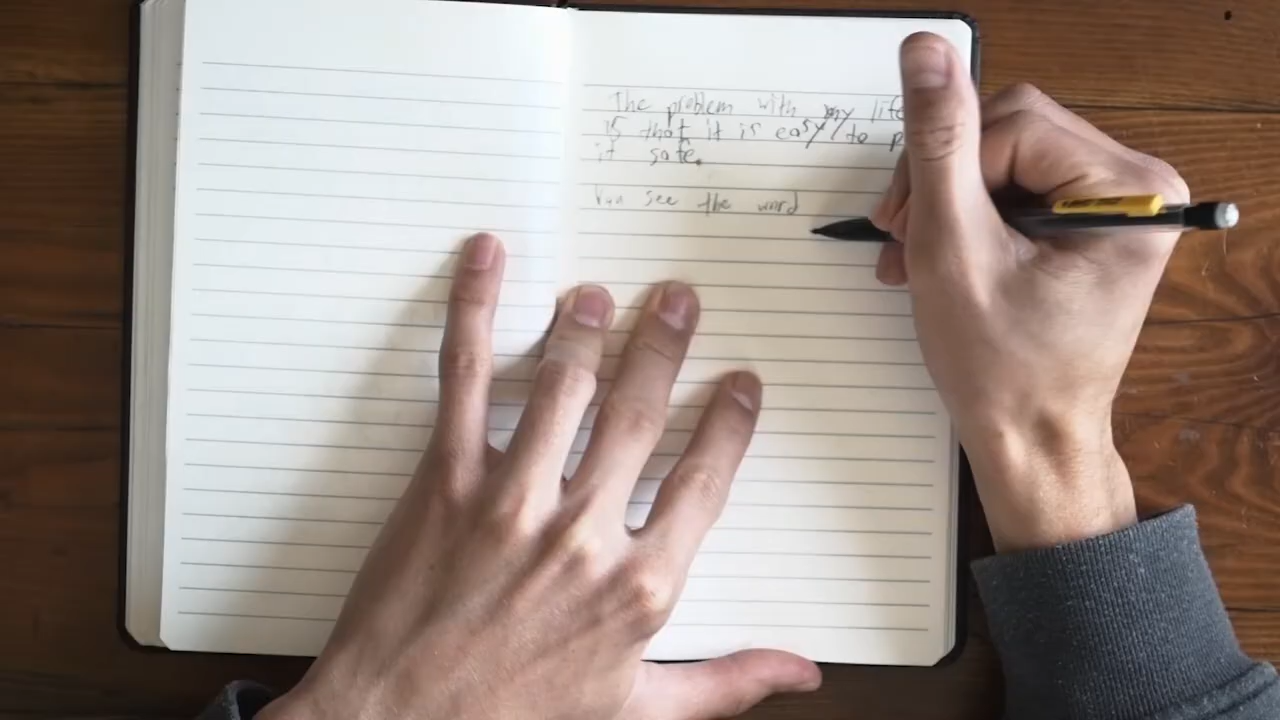 The problem with my life
is that it is easy to p
it safe.
You see the word